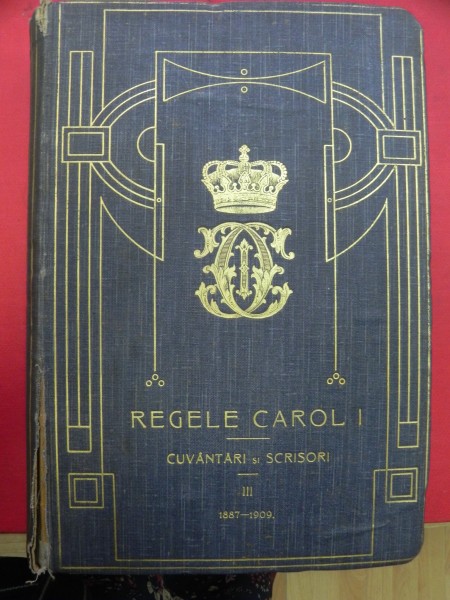 REGELE CAROL I
CUVÂNTĂRI și SCRISORI
III
1887—1909.